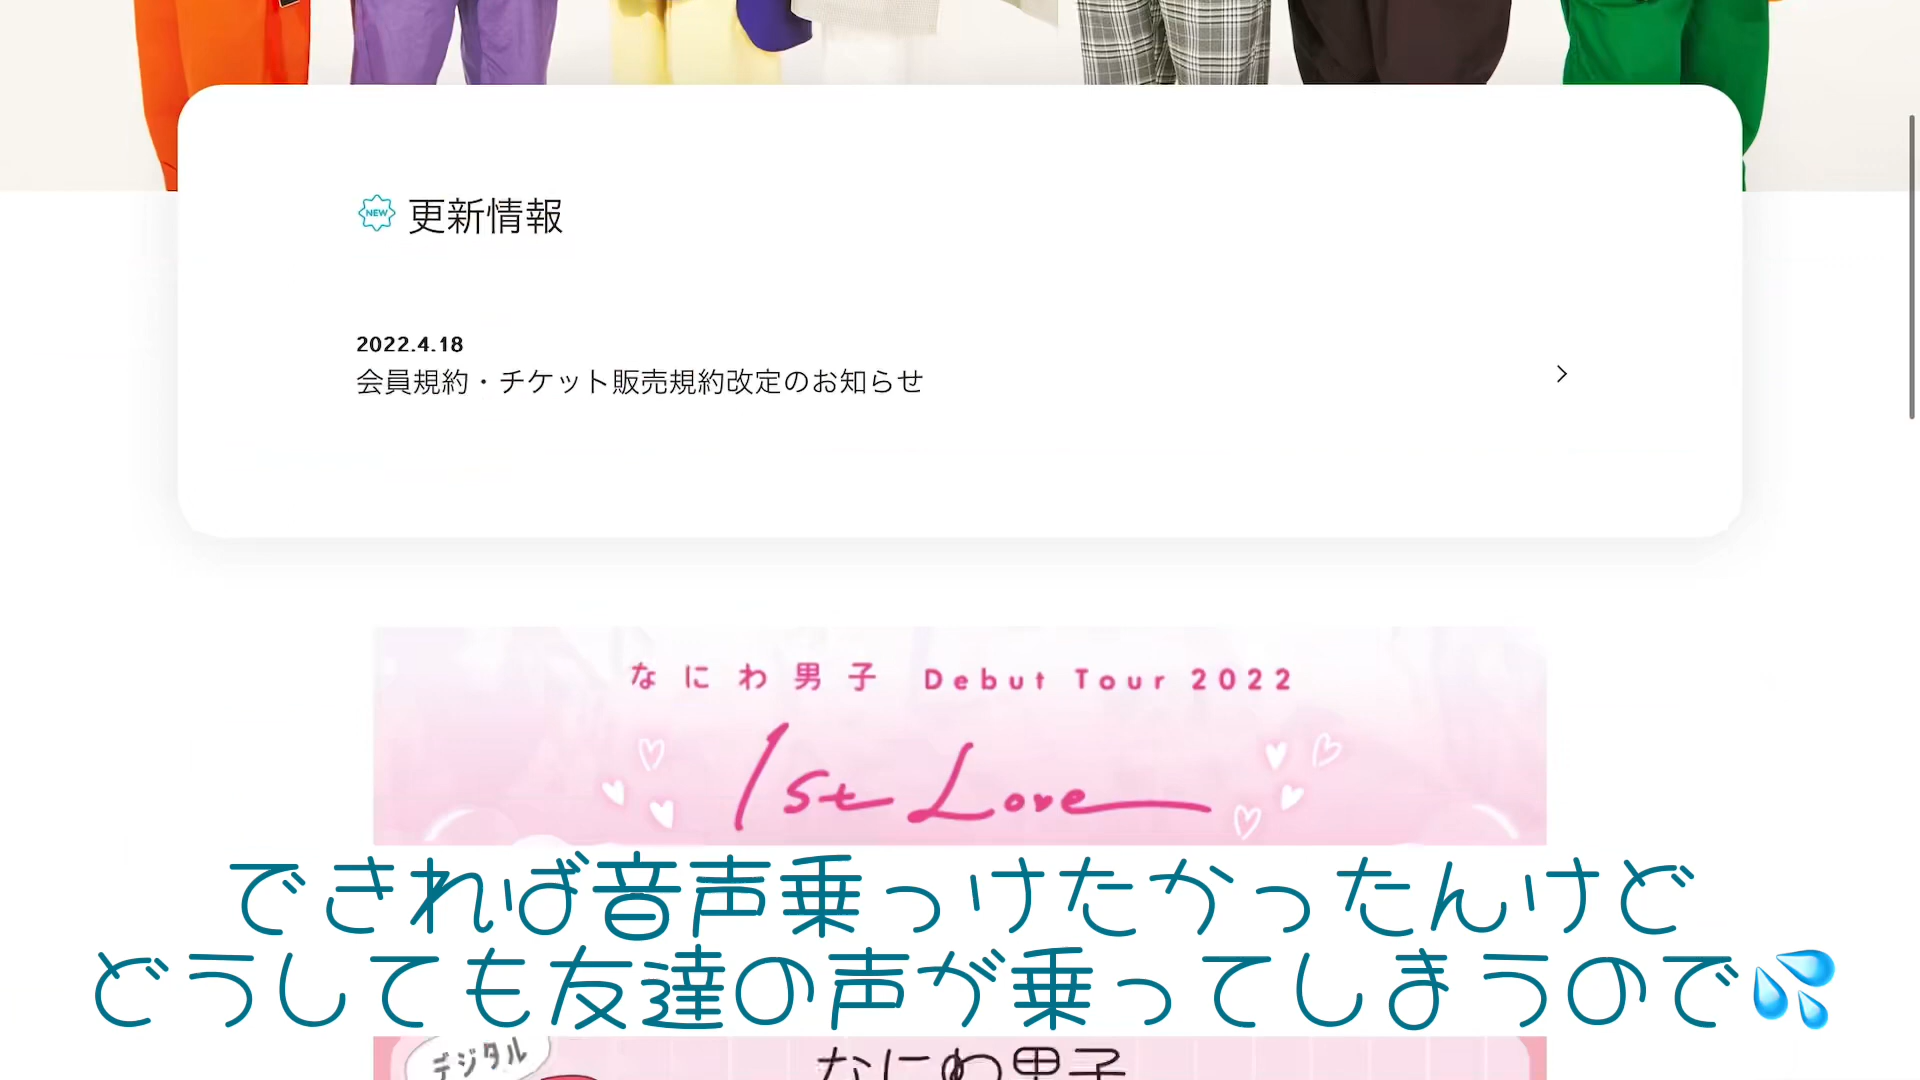 NEW 更新情報
2022.4.18
会員規約・チケット販売規約改定のお知らせ
なにわ男子 Debut Tour 2022
1st Love
できれば音声乗っけたかったんけど
どうしても友達の声が乗ってしまうので💦
デジタル
なにわ男子